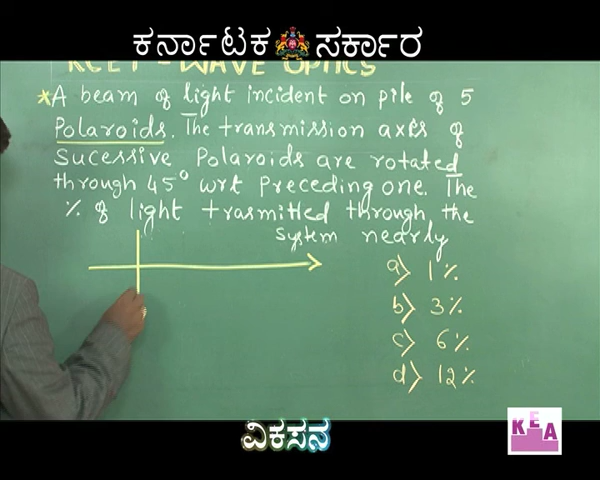 ಕರ್ನಾಟಕ ಸರ್ಕಾರ
KCET - WAVE OPTICS
*A beam of light incident on pile of 5
Polaroids. The transmission axes of
sucessive Polaroids are rotated
through 45° wrt Preceding one. The
% of light trasmitted through the
system nearly
a) 1%
b) 3%
c) 6%
d) 12%
ವಿಕಸನ
KEA